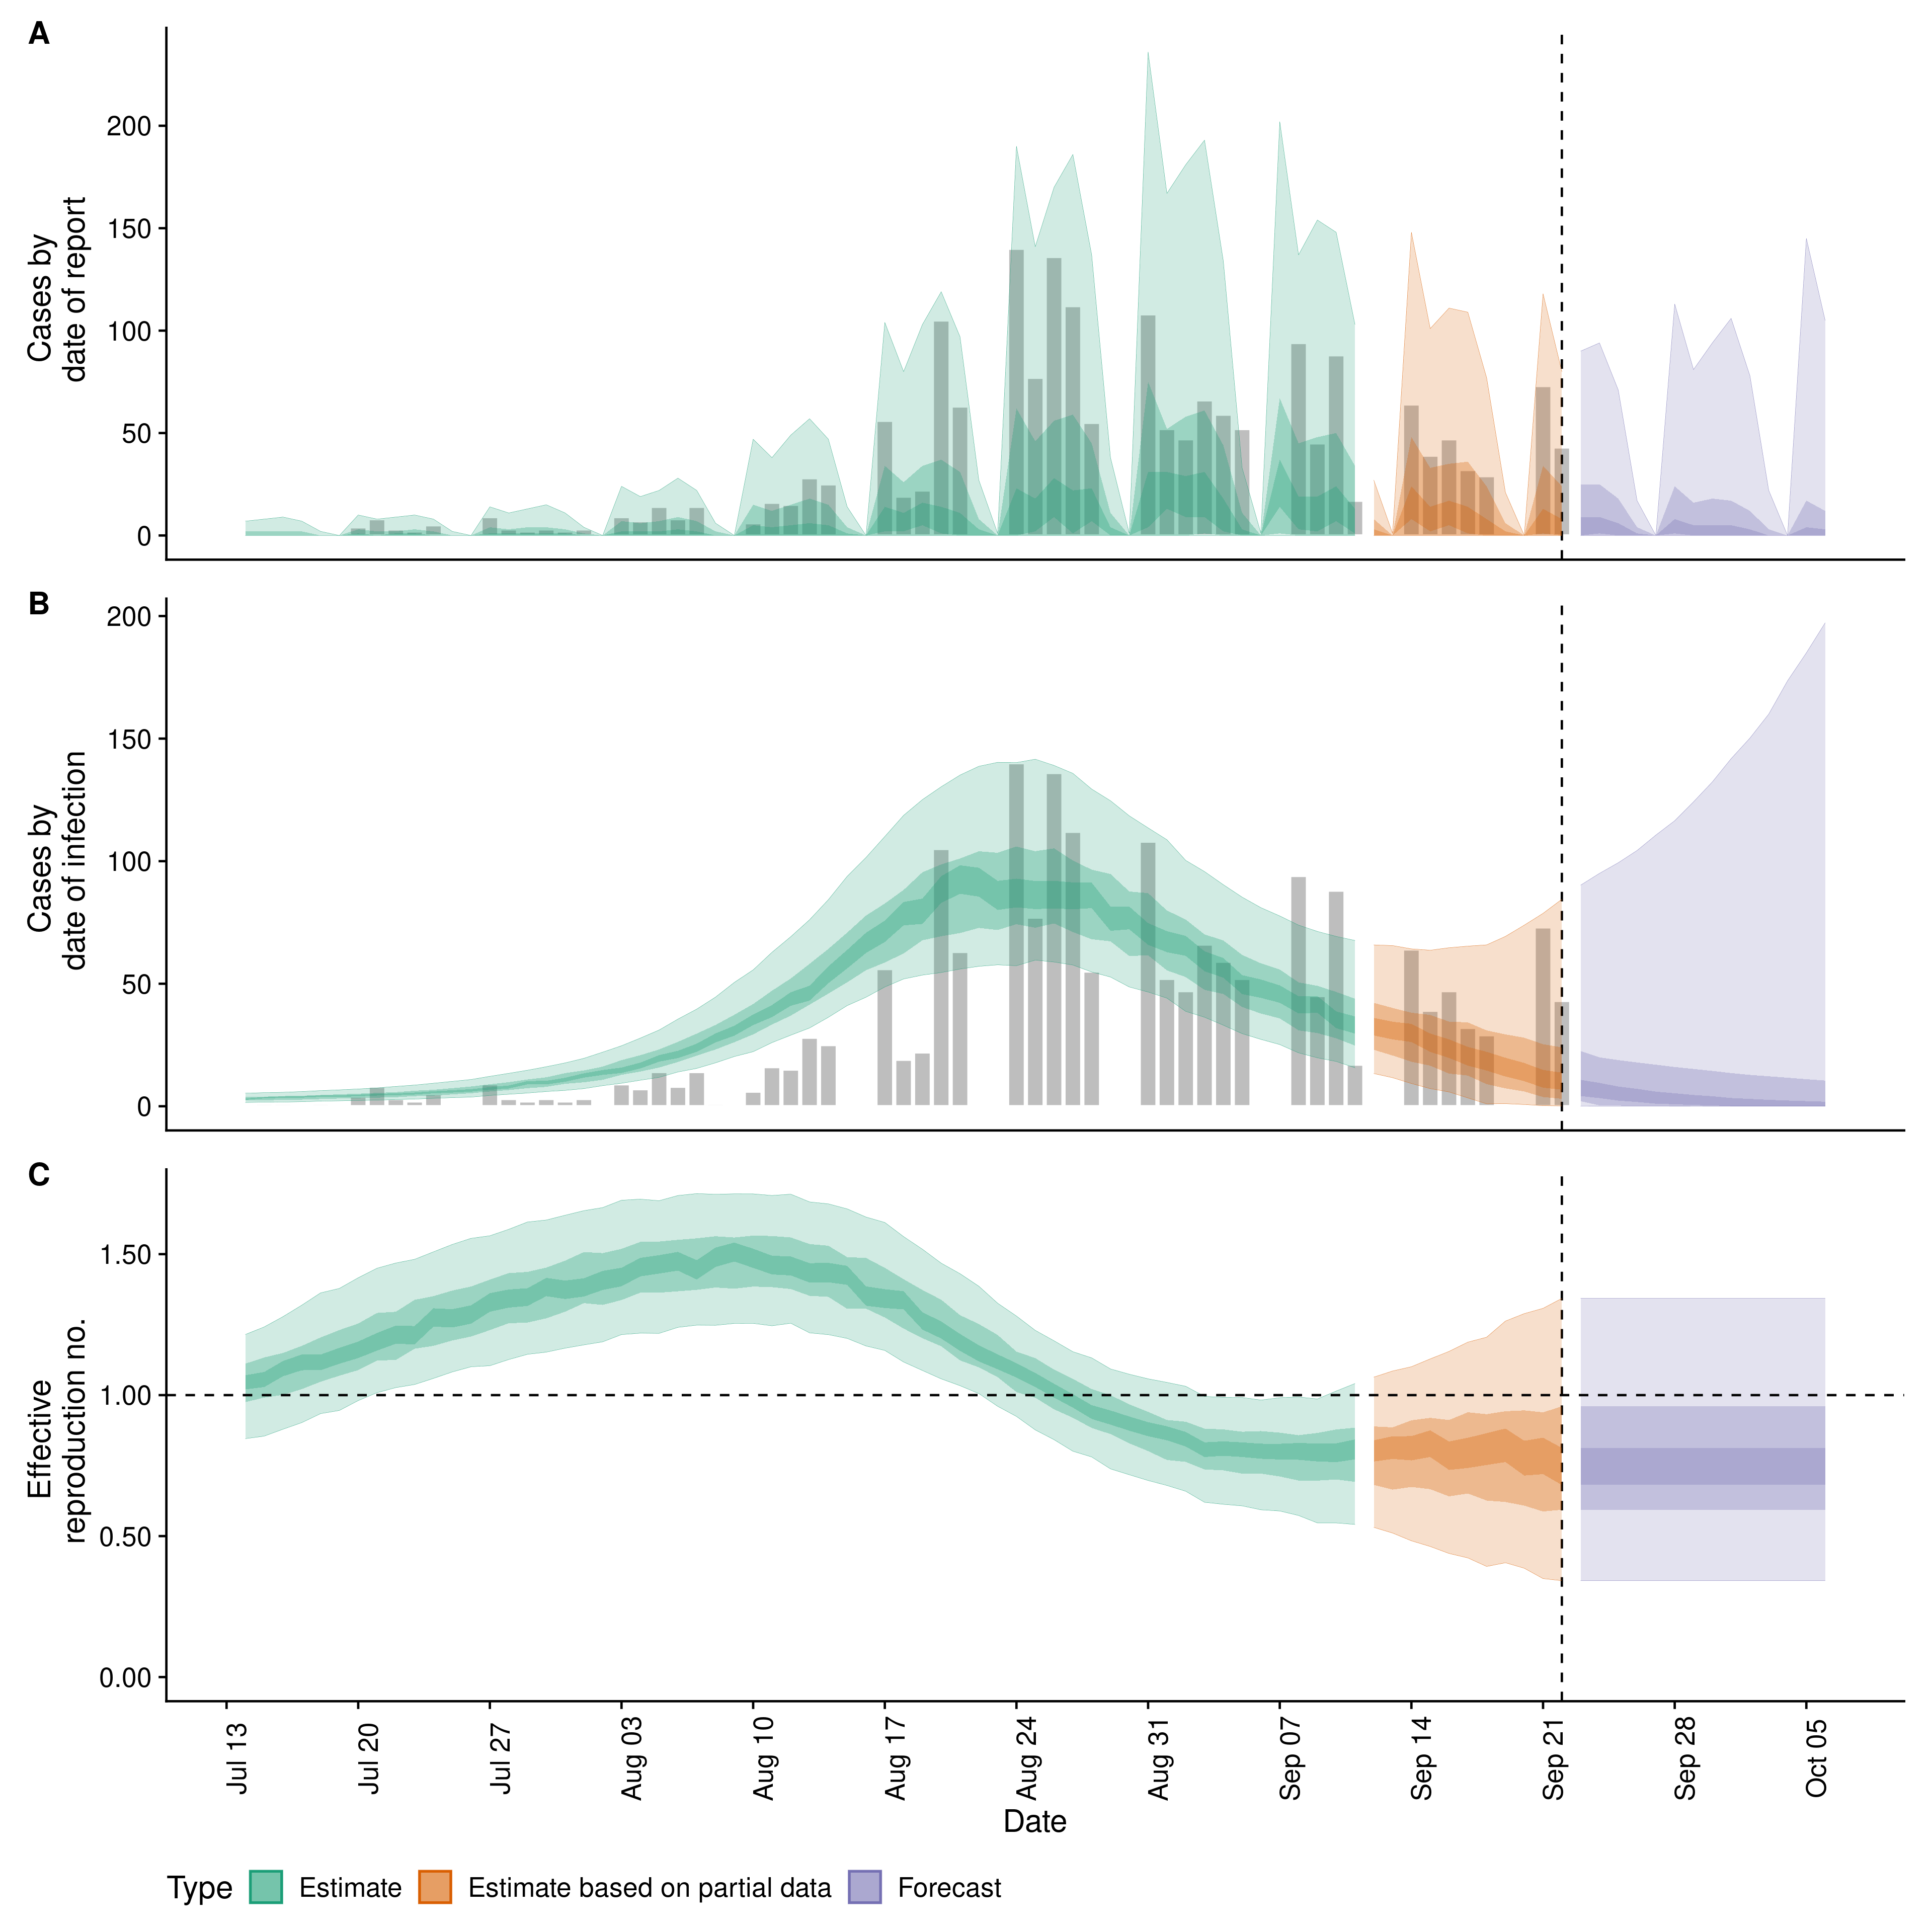 A
Cases by
date of report
200
150
100
50
0
B
Cases by
date of infection
200
150
100
50
0
C
Effective
reproduction no.
1.50
1.00
0.50
0.00
Jul 13
Jul 20
Jul 27
Aug 03
Aug 10
Aug 17
Aug 24
Aug 31
Sep 07
Sep 14
Sep 21
Sep 28
Oct 05
Date
Type Estimate Estimate based on partial data Forecast